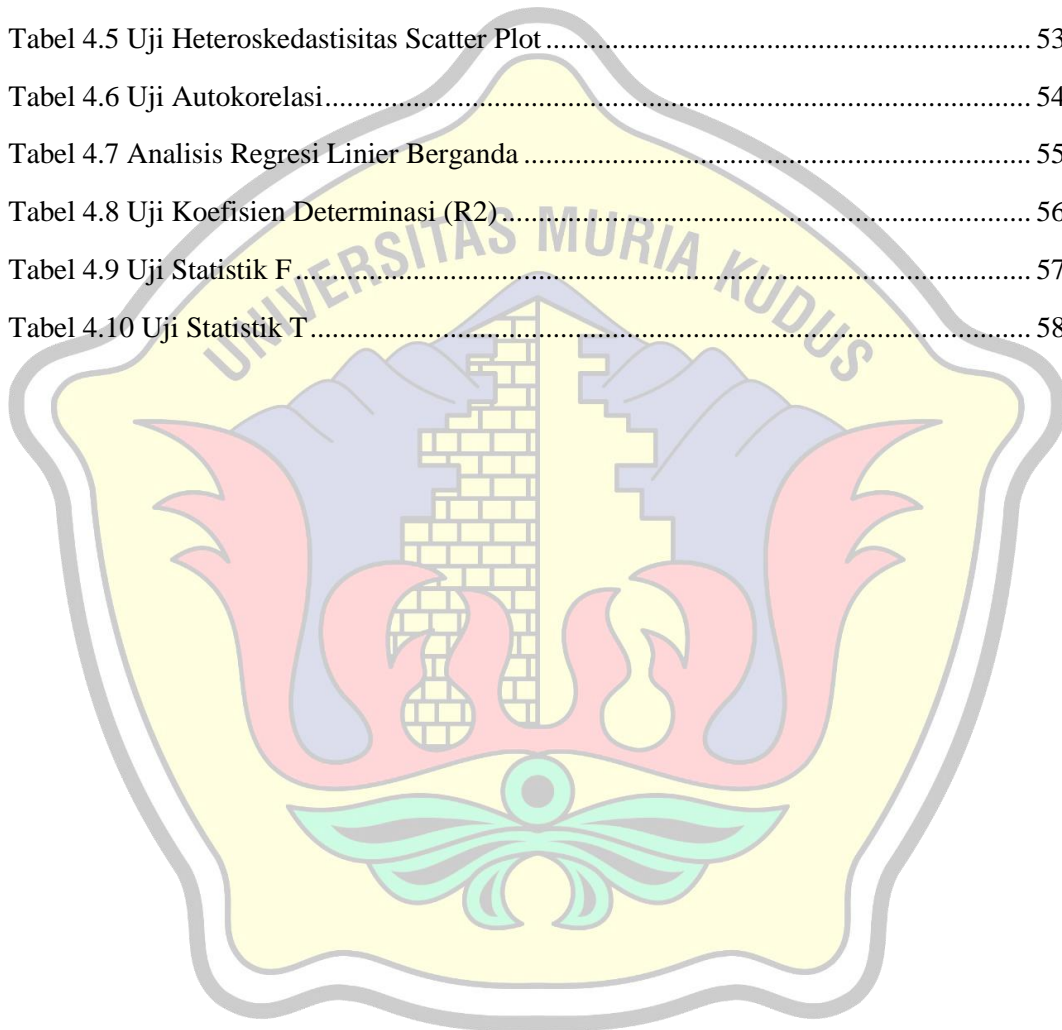 Tabel 4.5 Uji Heteroskedastisitas Scatter Plot ........ 53
Tabel 4.6 Uji Autokorelasi ........ 54
Tabel 4.7 Analisis Regresi Linier Berganda ........ 55
Tabel 4.8 Uji Koefisien Determinasi (R2) ........ 56
UNIVERSITAS MURIA KUDUS
Tabel 4.9 Uji Statistik F ........ 57
Tabel 4.10 Uji Statistik T ........ 58